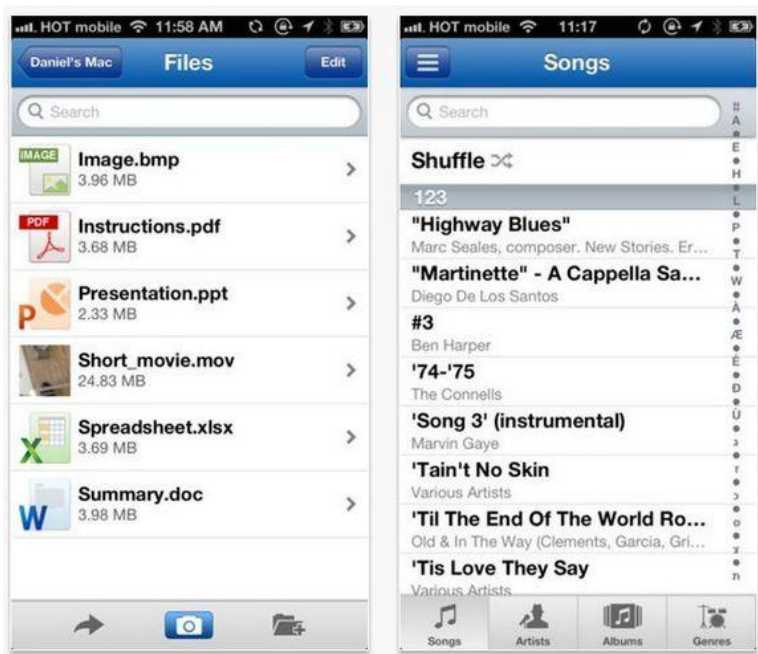 HOT mobile 11:58 AM
Daniel's Mac Files Edit
Search
IMAGE
Image.bmp
3.96 MB
PDF
Instructions.pdf
3.68 MB
P
Presentation.ppt
2.33 MB
Short_movie.mov
24.83 MB
X
Spreadsheet.xlsx
3.69 MB
W
Summary.doc
3.98 MB
HOT mobile 11:17
Songs
Search
Shuffle
123
"Highway Blues"
Marc Seales, composer. New Stories. Er...
"Martinette" - A Cappella Sa...
Diego De Los Santos
#3
Ben Harper
'74-'75
The Connells
'Song 3' (instrumental)
Marvin Gaye
'Tain't No Skin
Various Artists
'Til The End Of The World Ro...
Old & In The Way (Clements, Garcia, Gri...
'Tis Love They Say
Various Artists
#
A
E
H
L
P
T
W
À
Æ
É
Ð
Ù
Songs Artists Albums Genres